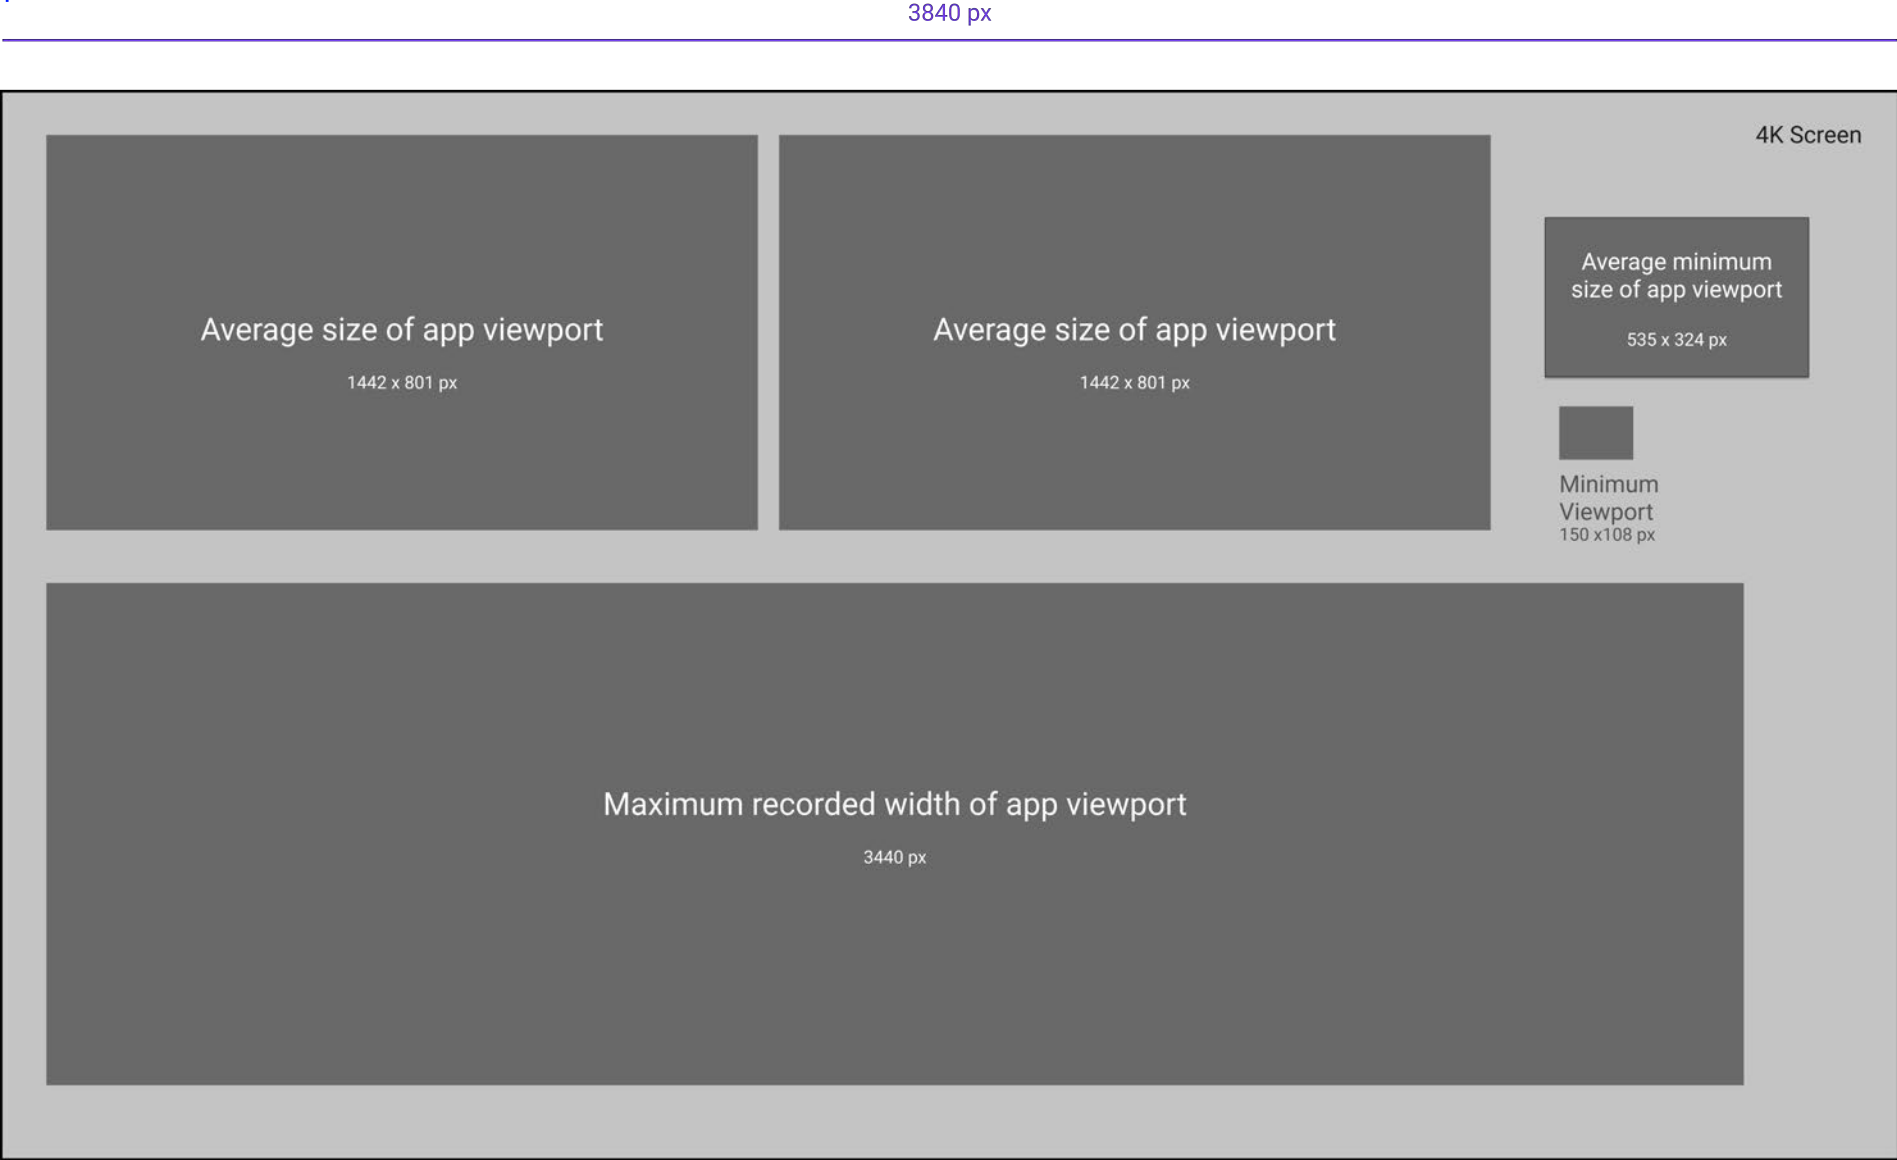 3840 px
4K Screen
Average size of app viewport
1442 x 801 px
Average size of app viewport
1442 x 801 px
Average minimum
size of app viewport
535 x 324 px
Minimum
Viewport
150 x108 px
Maximum recorded width of app viewport
3440 px